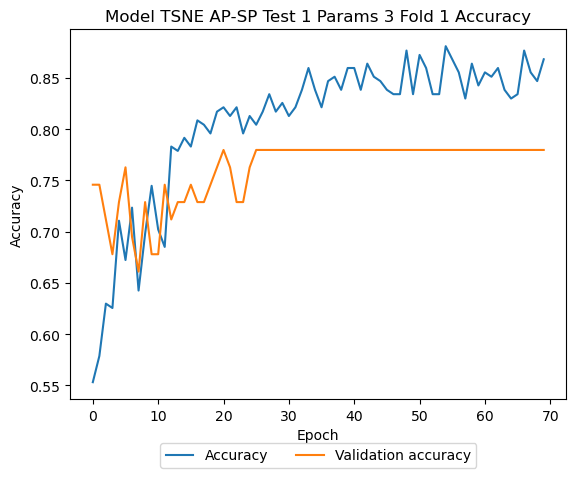 Model TSNE AP-SP Test 1 Params 3 Fold 1 Accuracy
Accuracy
0.85
0.80
0.75
0.70
0.65
0.60
0.55
0 10 20 30 40 50 60 70
Epoch
Accuracy Validation accuracy